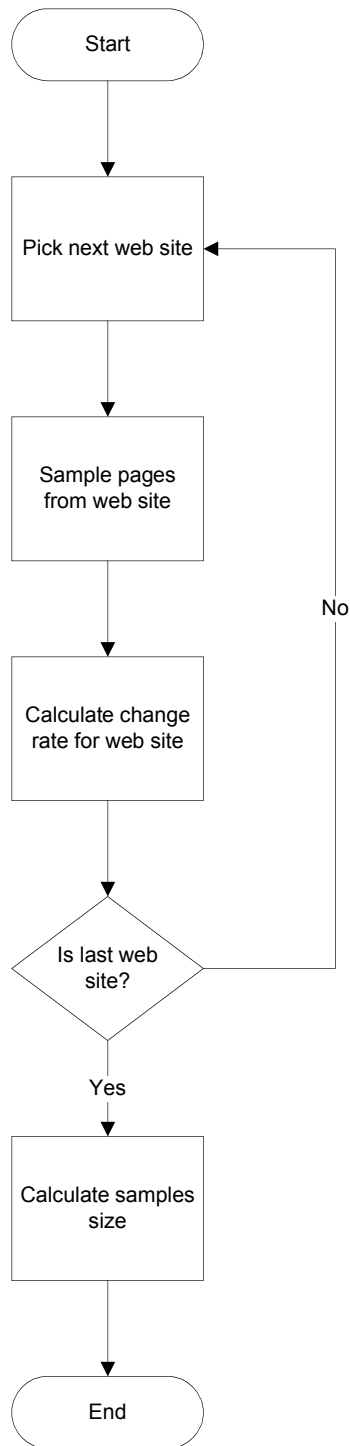 Start
Pick next web site
Sample pages
from web site
No
Calculate change
rate for web site
Is last web
site?
Yes
Calculate samples
size
End